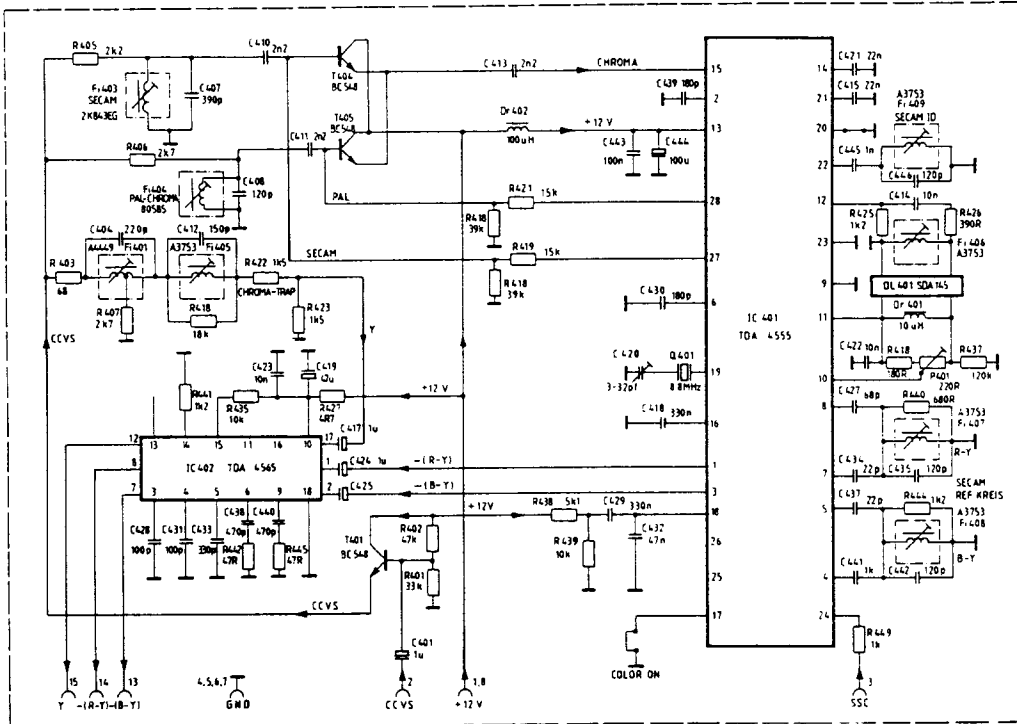 R405 2k2
C410 2n2
T404
BC548
C413 2n2
CHROMA
15
14
C421 22n
Fi403
SECAM
2KB43EG
C407
390p
C439 180p
2
21
C415 22n
A3753
Fi409
SECAM ID
T405
BC548
Dr402
100uH
+12V
13
20
R406
2k7
C411 2n2
C443
100n
C444
100u
22
C445 1n
C446 120p
Fi404
PAL-CHROMA
80585
C408
120p
PAL
R421
15k
28
12
C414 10n
R418
39k
R425
1k2
R426
390R
C404 220p
A4449 Fi401
C412 150p
A3753 Fi405
SECAM
R419
15k
27
23
Fi406
A3753
R403
68
R422 1k5
CHROMA-TRAP
R418
39k
9
DL401 SDA145
R407
2k7
R418
18k
R423
1k5
C430
180p
6
IC 401
TDA 4555
11
Dr401
10uH
CCVS
Y
C420
3-32pf
Q401
8.8MHz
19
C422 10n
R418
180R
P401
220R
R437
120k
10
C423
10n
C419
47u
R441
1k2
R435
10k
R427
4R7
+12V
C418
330n
16
8
C427
68p
R440
680R
A3753
Fi407
R-Y
12
13
14
15
11
16
10
17
C417 1u
IC402 TDA 4565
8
1
C424 1u
-(R-Y)
1
7
C434
22p
C435
120p
7
3
4
5
6
9
18
2
C425
-(B-Y)
3
SECAM
REF KREIS
C437
22p
R444
1k2
5
A3753
Fi408
C428
100p
C431
100p
C433
330p
C438
470p
C440
470p
R442
47R
R445
47R
T401
BC548
R402
47k
+12V
R438 5k1
C429
330n
18
B-Y
R439
10k
C432
47n
26
R401
33k
25
4
C441
1k
C442
120p
CCVS
17
24
C401
1u
COLOR ON
R449
1k
15
14
13
4,5,6,7
2
1,8
3
Y
-(R-Y)
-(B-Y)
GND
CCVS
+12V
SSC